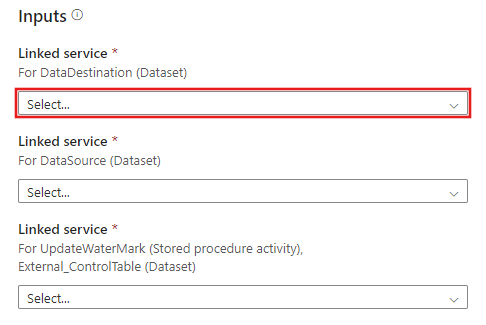 Inputs
Linked service *
For DataDestination (Dataset)
Select...
Linked service *
For DataSource (Dataset)
Select...
Linked service *
For UpdateWaterMark (Stored procedure activity),
External_ControlTable (Dataset)
Select...